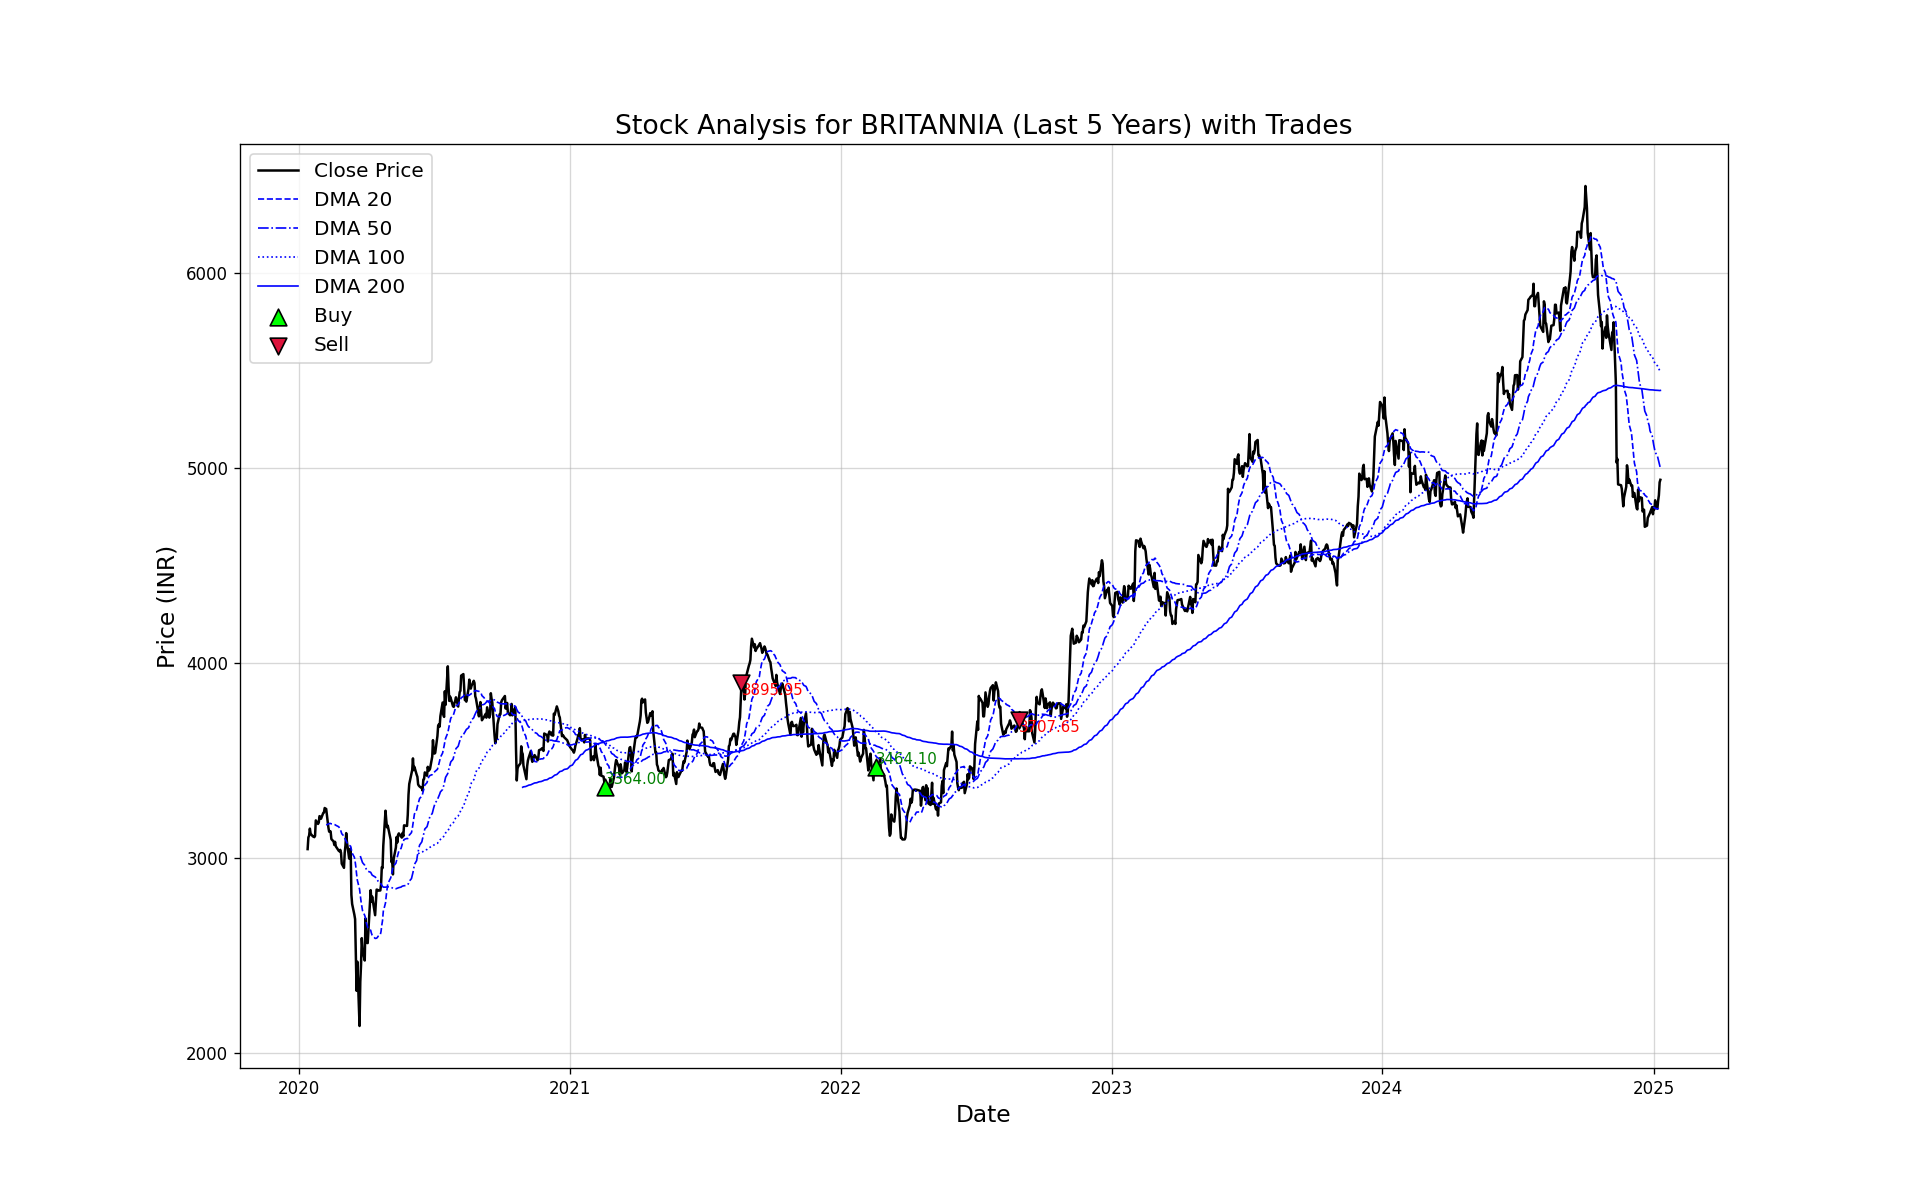 Stock Analysis for BRITANNIA (Last 5 Years) with Trades
Close Price
DMA 20
DMA 50
DMA 100
DMA 200
Buy
Sell
6000
5000
4000
3000
2000
Price (INR)
3895.95
3707.65
3464.10
3364.00
2020
2021
2022
2023
2024
2025
Date